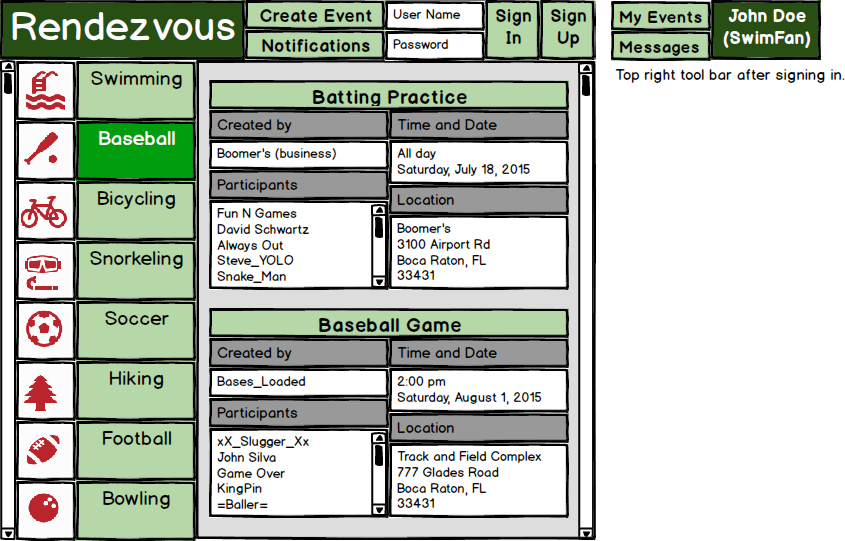 Rendezvous
Create Event
User Name
Sign In
Sign Up
Notifications
Password
My Events
Messages
John Doe
(SwimFan)
Top right tool bar after signing in.
Swimming
Baseball
Bicycling
Snorkeling
Soccer
Hiking
Football
Bowling
Batting Practice
Created by
Boomer's (business)
Participants
Fun N Games
David Schwartz
Always Out
Steve_YOLO
Snake_Man
Time and Date
All day
Saturday, July 18, 2015
Location
Boomer's
3100 Airport Rd
Boca Raton, FL
33431
Baseball Game
Created by
Bases_Loaded
Participants
xX_Slugger_Xx
John Silva
Game Over
KingPin
=Baller=
Time and Date
2:00 pm
Saturday, August 1, 2015
Location
Track and Field Complex
777 Glades Road
Boca Raton, FL
33431